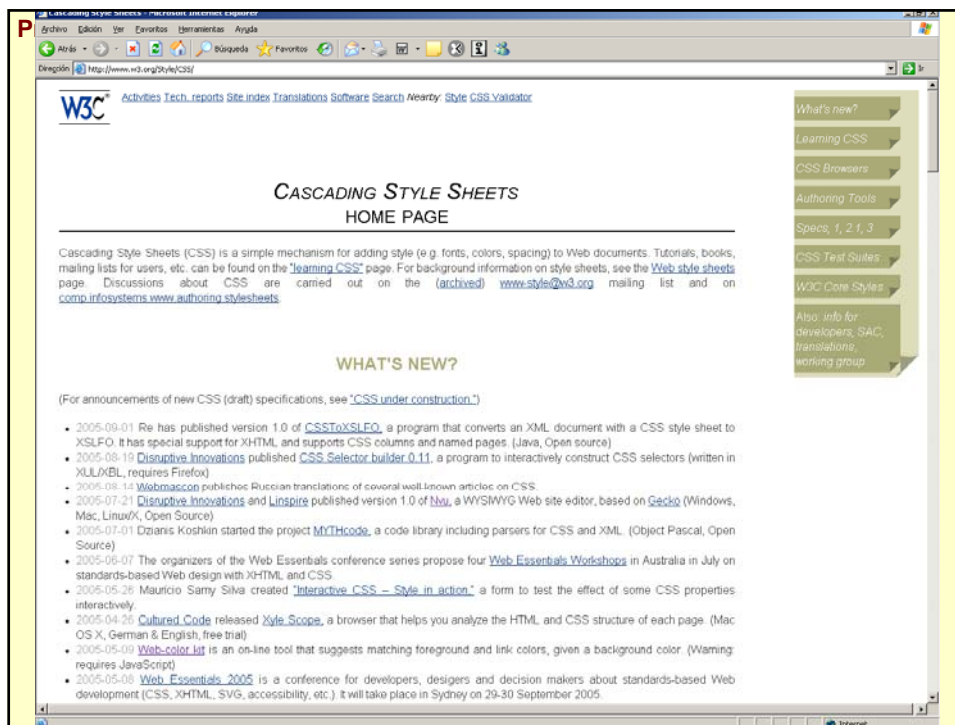 Cascading Style Sheets - Microsoft Internet Explorer
P
Archivo Edición Ver Favoritos Herramientas Ayuda
Atrás Búsqueda Favoritos
Dirección http://www.w3.org/Style/CSS/ Ir
W3C® Activities Tech. reports Site index Translations Software Search Nearby: Style CSS Validator
What's new?
Learning CSS
CSS Browsers
Authoring Tools
Specs, 1, 2.1, 3
CSS Test Suites
W3C Core Styles
Also: info for
developers, SAC,
translations,
working group
CASCADING STYLE SHEETS
HOME PAGE
Cascading Style Sheets (CSS) is a simple mechanism for adding style (e.g. fonts, colors, spacing) to Web documents. Tutorials, books,
mailing lists for users, etc. can be found on the "learning CSS" page. For background information on style sheets, see the Web style sheets
page. Discussions about CSS are carried out on the (archived) www-style@w3.org mailing list and on
comp.infosystems.www.authoring.stylesheets.
WHAT'S NEW?
(For announcements of new CSS (draft) specifications, see "CSS under construction.")
• 2005-09-01 Re has published version 1.0 of CSSToXSLFO, a program that converts an XML document with a CSS style sheet to
XSLFO. It has special support for XHTML and supports CSS columns and named pages. (Java, Open source)
• 2005-08-19 Disruptive Innovations published CSS Selector builder 0.11, a program to interactively construct CSS selectors (written in
XUL/XBL, requires Firefox)
• 2005-08-14 Webmascon publishes Russian translations of several well-known articles on CSS.
• 2005-07-21 Disruptive Innovations and Linspire published version 1.0 of Nvu, a WYSIWYG Web site editor, based on Gecko (Windows,
Mac, Linux/X, Open Source)
• 2005-07-01 Dzianis Koshkin started the project MYTHcode, a code library including parsers for CSS and XML. (Object Pascal, Open
Source)
• 2005-06-07 The organizers of the Web Essentials conference series propose four Web Essentials Workshops in Australia in July on
standards-based Web design with XHTML and CSS.
• 2005-05-26 Maurício Samy Silva created "Interactive CSS – Style in action," a form to test the effect of some CSS properties
interactively.
• 2005-04-26 Cultured Code released Xyle Scope, a browser that helps you analyze the HTML and CSS structure of each page. (Mac
OS X, German & English, free trial)
• 2005-05-09 Web-color kit is an on-line tool that suggests matching foreground and link colors, given a background color. (Warning:
requires JavaScript)
• 2005-05-08 Web Essentials 2005 is a conference for developers, desigers and decision makers about standards-based Web
development (CSS, XHTML, SVG, accessibility, etc.) It will take place in Sydney on 29-30 September 2005.
Internet